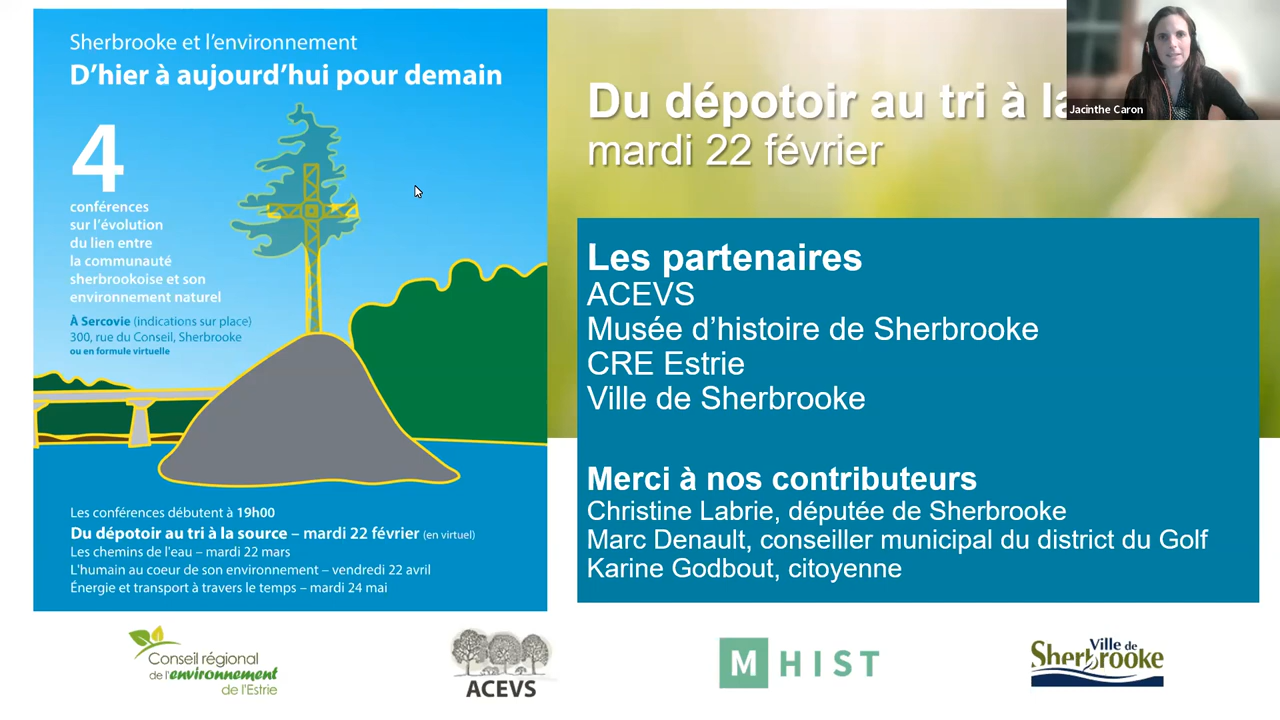 Sherbrooke et l'environnement
D'hier à aujourd'hui pour demain
4
conférences
sur l'évolution
du lien entre
la communauté
sherbrookoise et son
environnement naturel
À Sercovie (indications sur place)
300, rue du Conseil, Sherbrooke
ou en formule virtuelle
Les conférences débutent à 19h00
Du dépotoir au tri à la source – mardi 22 février (en virtuel)
Les chemins de l'eau – mardi 22 mars
L'humain au coeur de son environnement – vendredi 22 avril
Énergie et transport à travers le temps – mardi 24 mai
Du dépotoir au tri à la
mardi 22 février
Jacinthe Caron
Les partenaires
ACEVS
Musée d'histoire de Sherbrooke
CRE Estrie
Ville de Sherbrooke
Merci à nos contributeurs
Christine Labrie, députée de Sherbrooke
Marc Denault, conseiller municipal du district du Golf
Karine Godbout, citoyenne
Conseil régional
de l'environnement
de l'Estrie
ACEVS
M HIST
Ville de
Sherbrooke